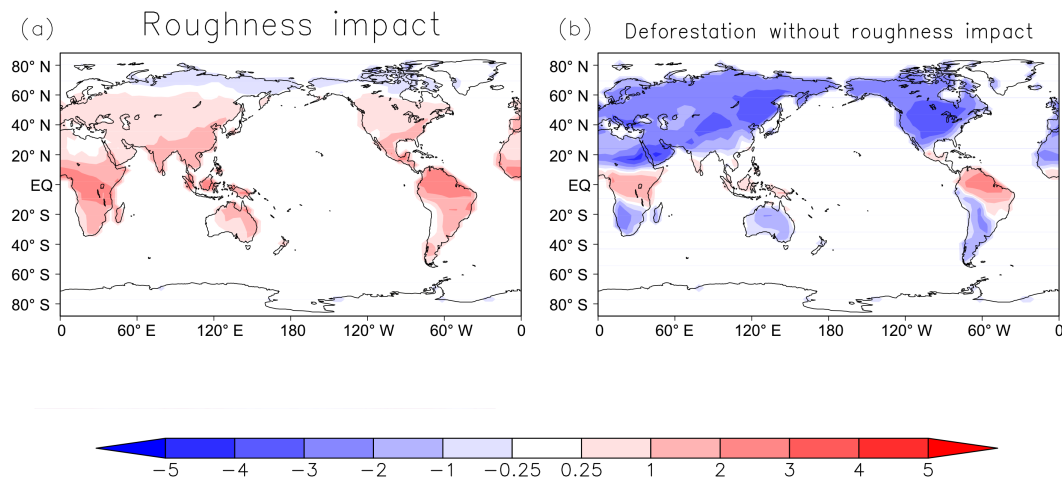 (a) Roughness impact
(b) Deforestation without roughness impact
80° N
60° N
40° N
20° N
EQ
20° S
40° S
60° S
80° S
0 60° E 120° E 180 120° W 60° W 0
80° N
60° N
40° N
20° N
EQ
20° S
40° S
60° S
80° S
0 60° E 120° E 180 120° W 60° W 0
−5 −4 −3 −2 −1 −0.25 0.25 1 2 3 4 5